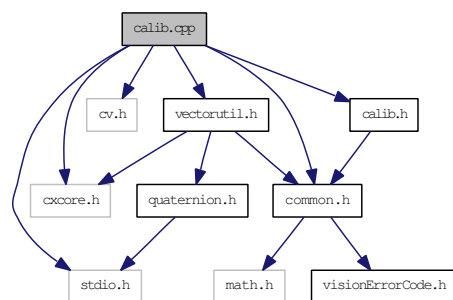 calib.cpp
cv.h
vectorutil.h
calib.h
cxcore.h
quaternion.h
common.h
stdio.h
math.h
visionErrorCode.h